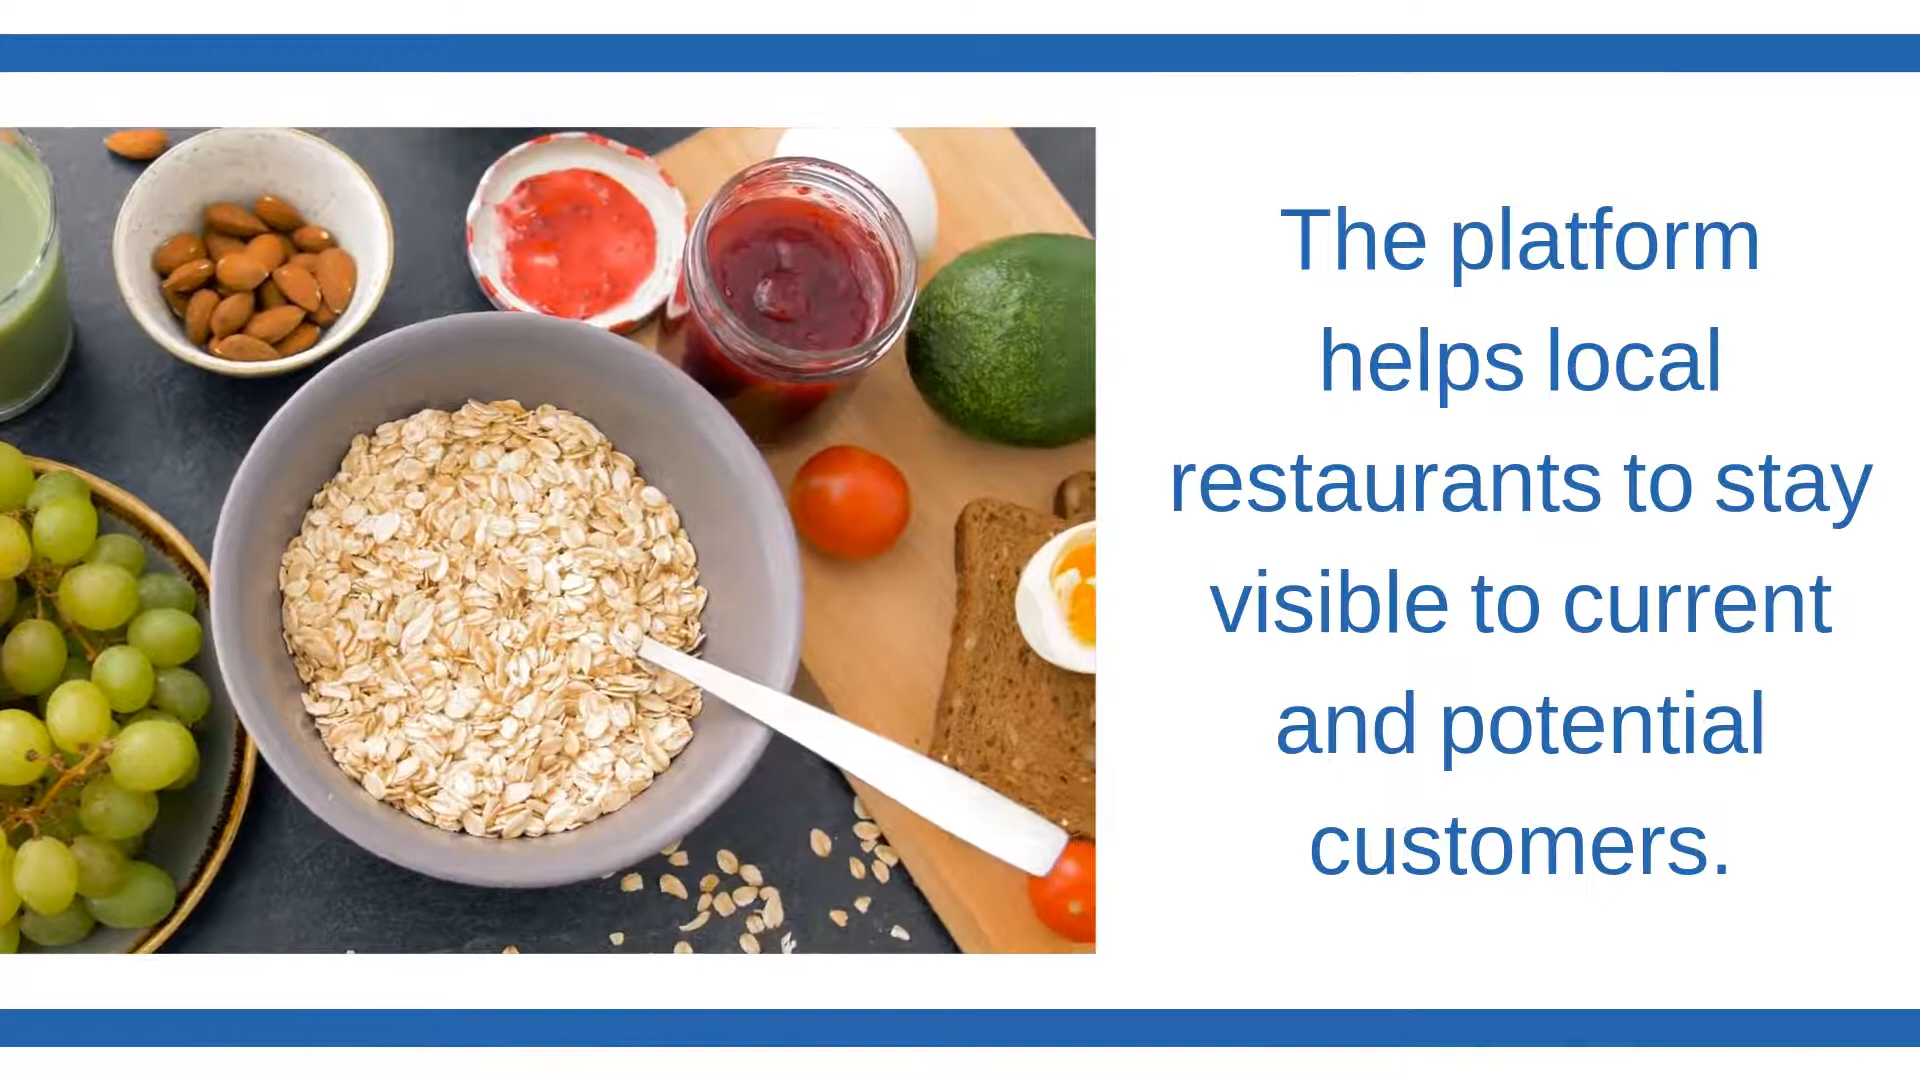 The platform
helps local
restaurants to stay
visible to current
and potential
customers.